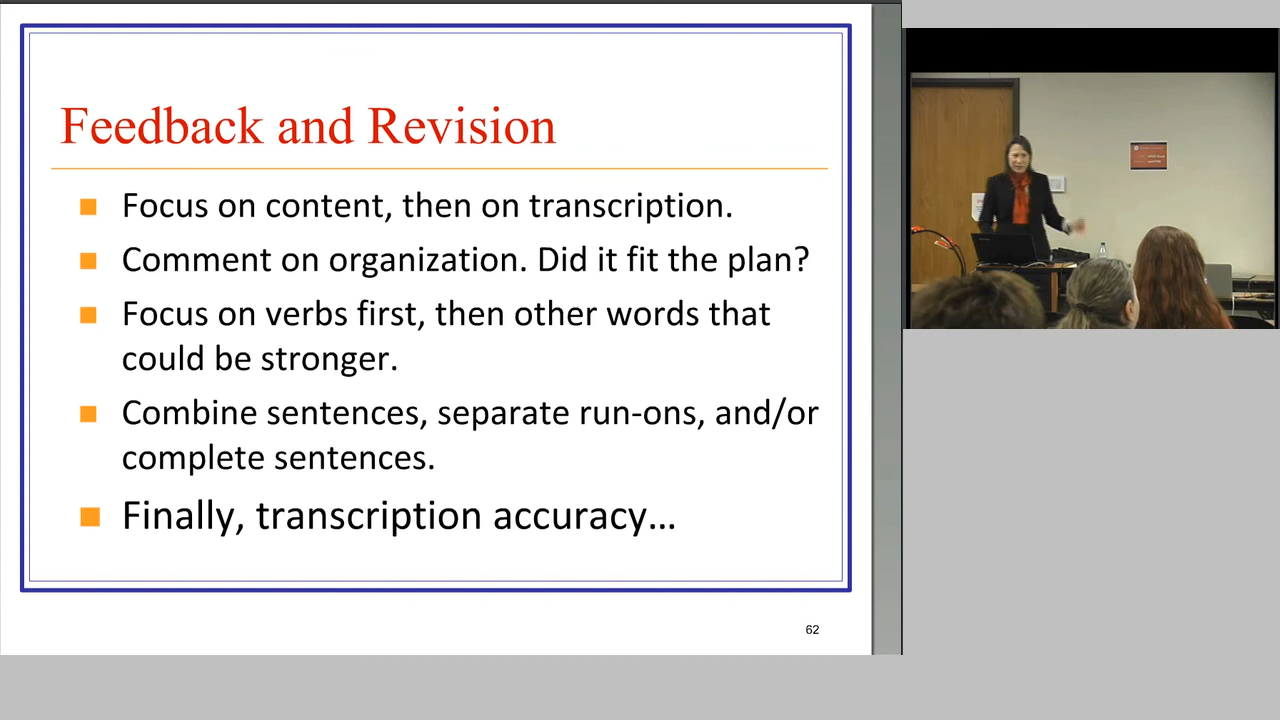 Feedback and Revision
Focus on content, then on transcription.
Comment on organization. Did it fit the plan?
Focus on verbs first, then other words that
could be stronger.
Combine sentences, separate run-ons, and/or
complete sentences.
Finally, transcription accuracy…
62